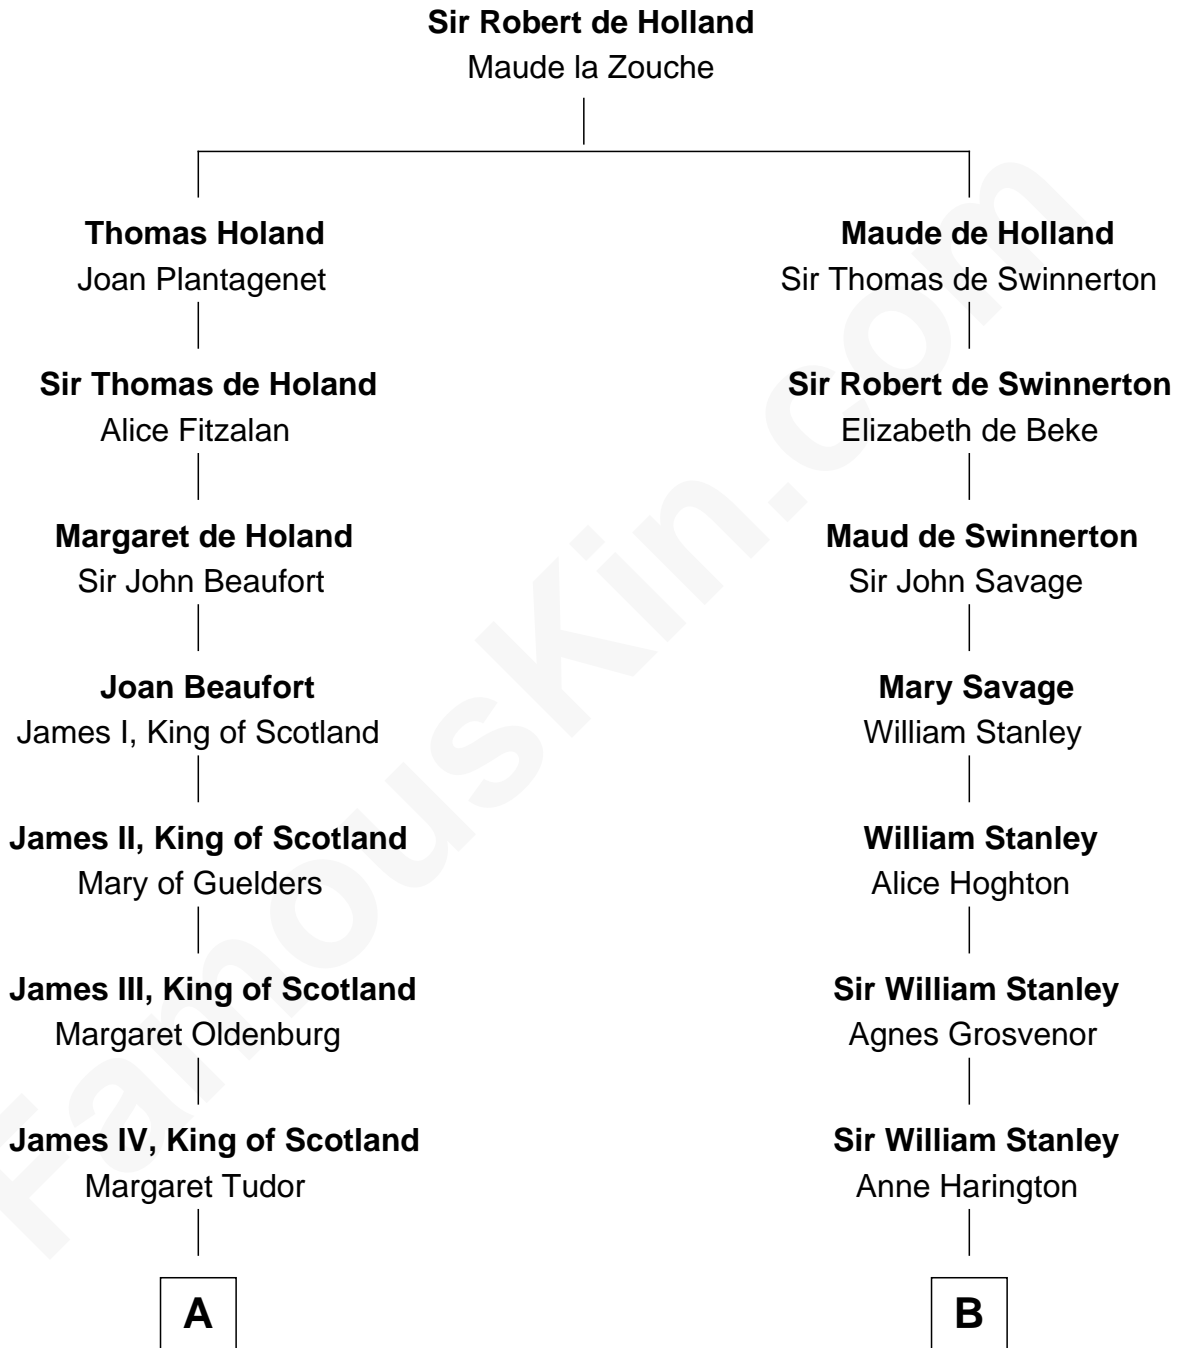 Sir Robert de Holland
Maude la Zouche
Thomas Holand
Joan Plantagenet
Sir Thomas de Holand
Alice Fitzalan
Margaret de Holand
Sir John Beaufort
Joan Beaufort
James I, King of Scotland
James II, King of Scotland
Mary of Guelders
James III, King of Scotland
Margaret Oldenburg
James IV, King of Scotland
Margaret Tudor
A
Maude de Holland
Sir Thomas de Swinnerton
Sir Robert de Swinnerton
Elizabeth de Beke
Maud de Swinnerton
Sir John Savage
Mary Savage
William Stanley
William Stanley
Alice Hoghton
Sir William Stanley
Agnes Grosvenor
Sir William Stanley
Anne Harington
B
FamousKin.com